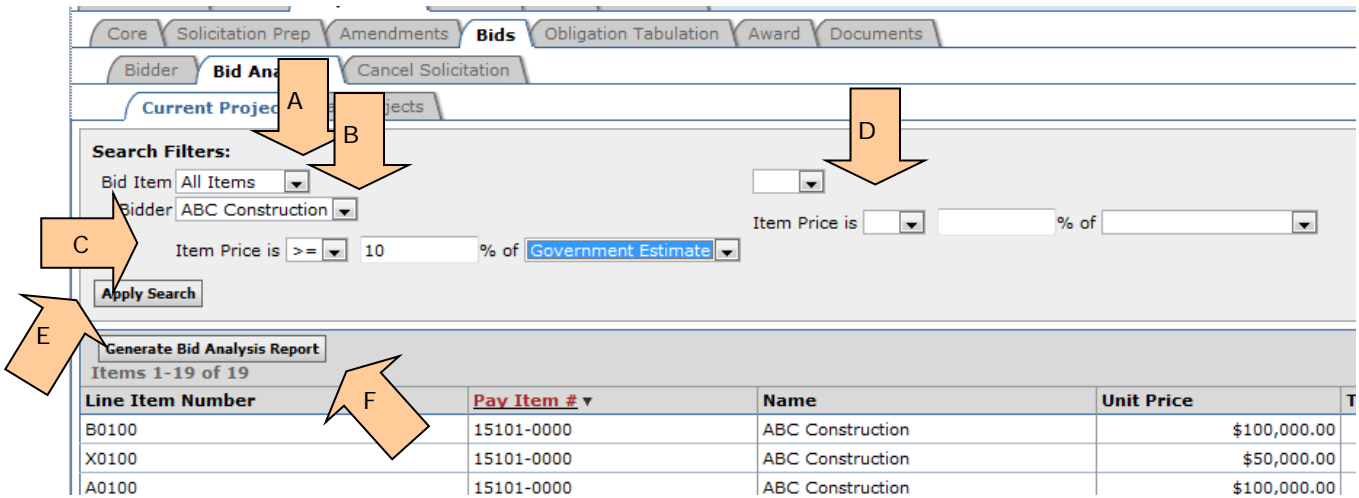 Core Solicitation Prep Amendments Bids Obligation Tabulation Award Documents
Bidder Bid Ana Cancel Solicitation
Current Projec jects
A
B
D
Search Filters:
Bid Item All Items
Bidder ABC Construction
Item Price is % of
C
Item Price is >= 10 % of Government Estimate
Apply Search
E
Generate Bid Analysis Report
Items 1-19 of 19
F
Line Item Number Pay Item # Name Unit Price T
B0100 15101-0000 ABC Construction $100,000.00
X0100 15101-0000 ABC Construction $50,000.00
A0100 15101-0000 ABC Construction $100,000.00